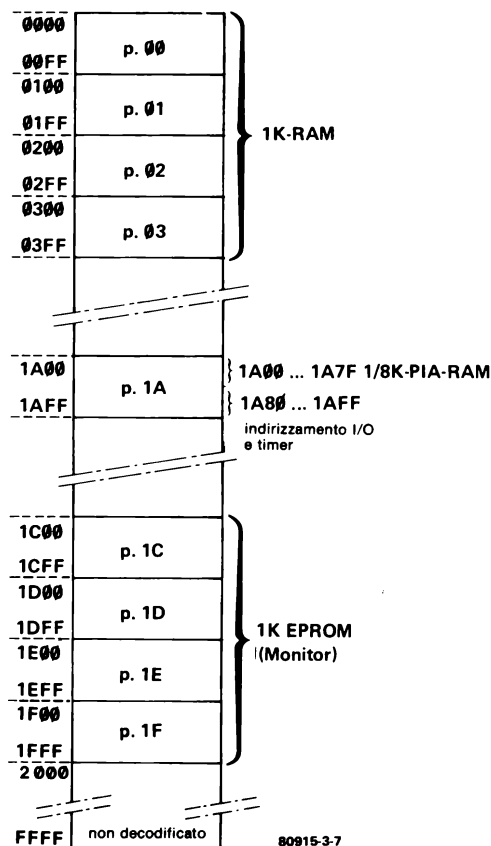 0000
p. 00
00FF
0100
p. 01
01FF
1K-RAM
0200
p. 02
02FF
0300
p. 03
03FF
1A00
1A00 ... 1A7F 1/8K-PIA-RAM
p. 1A
1AFF
1A80 ... 1AFF
indirizzamento I/O
e timer
1C00
p. 1C
1CFF
1D00
p. 1D
1DFF
1K EPROM
(Monitor)
1E00
p. 1E
1EFF
1F00
p. 1F
1FFF
2000
FFFF
non decodificato
80915-3-7